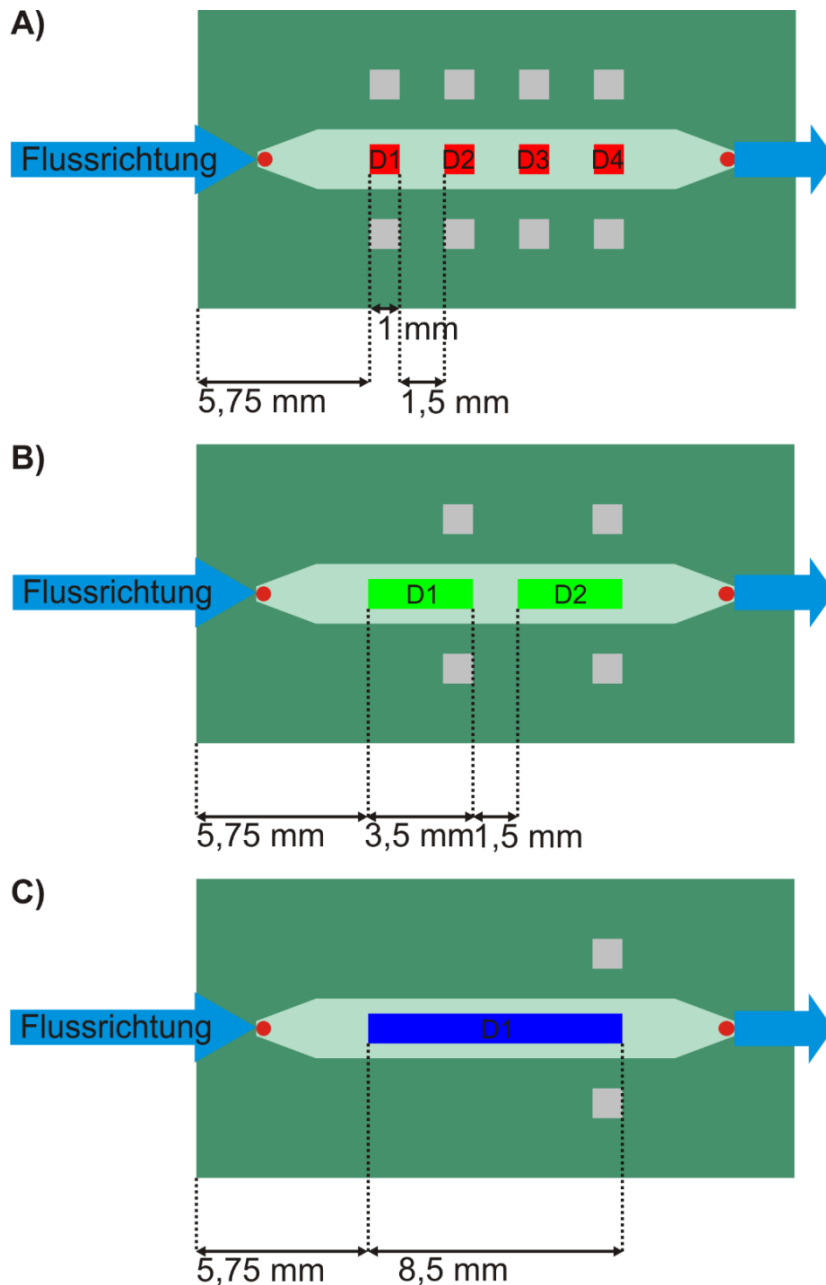 A)
Flussrichtung
D1 D2 D3 D4
1 mm
5,75 mm 1,5 mm
B)
Flussrichtung
D1 D2
5,75 mm 3,5 mm 1,5 mm
C)
Flussrichtung
D1
5,75 mm 8,5 mm